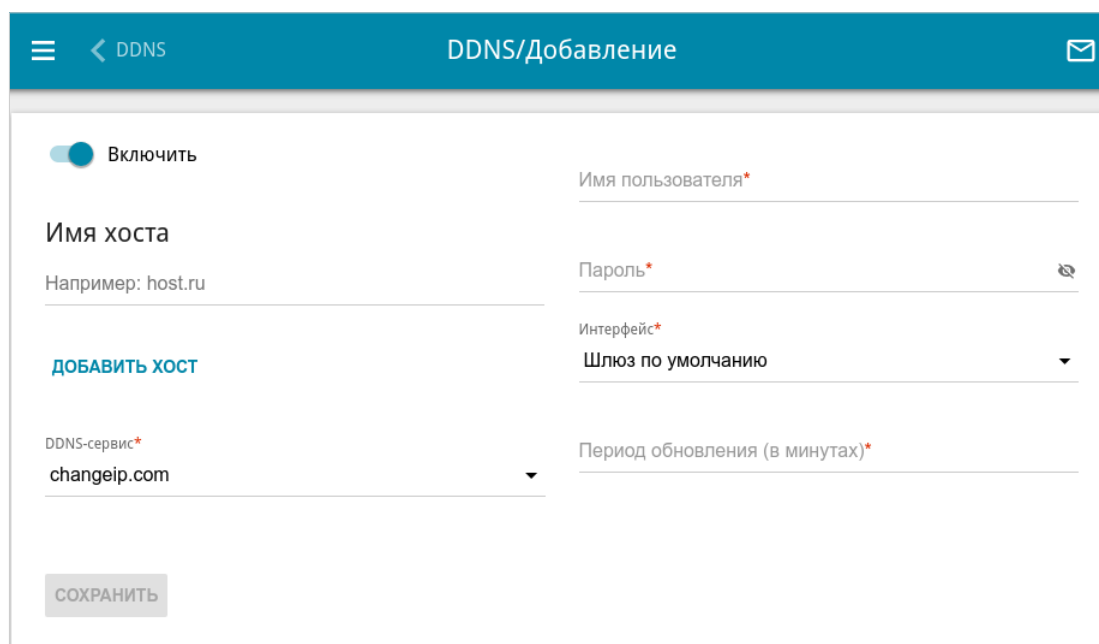 DDNS
DDNS/Добавление
Включить
Имя хоста
Например: host.ru
ДОБАВИТЬ ХОСТ
DDNS-сервис*
changeip.com
СОХРАНИТЬ
Имя пользователя*
Пароль*
Интерфейс*
Шлюз по умолчанию
Период обновления (в минутах)*